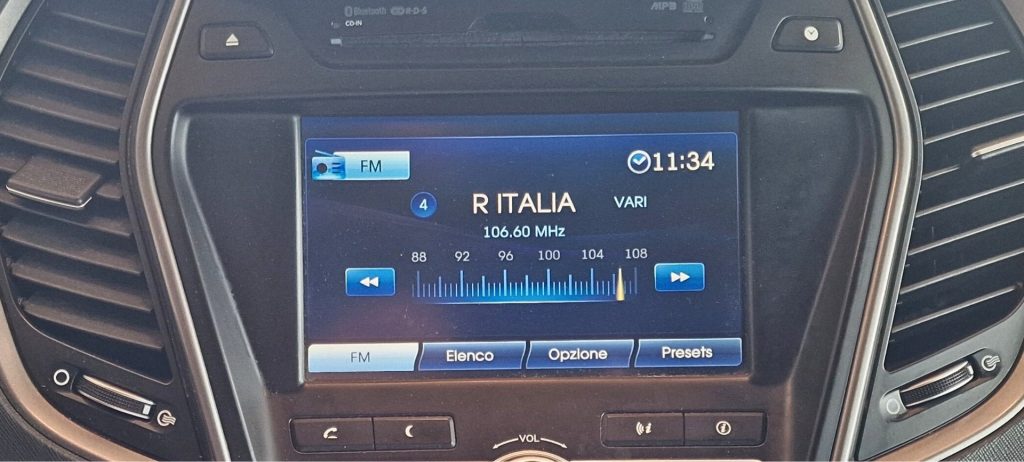 Bluetooth R·D·S
MP3
CD-IN
FM
11:34
4 R ITALIA VARI
106.60 MHz
88 92 96 100 104 108
FM Elenco Opzione Presets
VOL